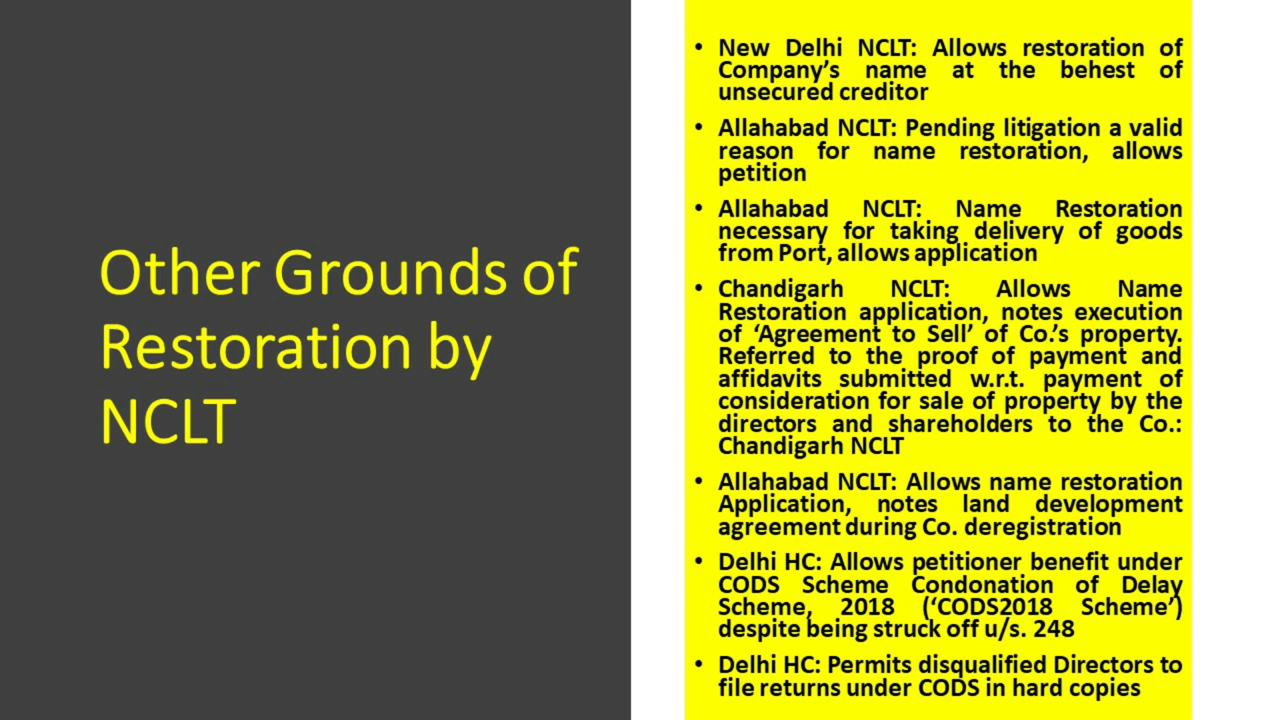 Other Grounds of
Restoration by
NCLT
• New Delhi NCLT: Allows restoration of
Company’s name at the behest of
unsecured creditor
• Allahabad NCLT: Pending litigation a valid
reason for name restoration, allows
petition
• Allahabad NCLT: Name Restoration
necessary for taking delivery of goods
from Port, allows application
• Chandigarh NCLT: Allows Name
Restoration application, notes execution
of ‘Agreement to Sell’ of Co.’s property.
Referred to the proof of payment and
affidavits submitted w.r.t. payment of
consideration for sale of property by the
directors and shareholders to the Co.:
Chandigarh NCLT
• Allahabad NCLT: Allows name restoration
Application, notes land development
agreement during Co. deregistration
• Delhi HC: Allows petitioner benefit under
CODS Scheme Condonation of Delay
Scheme, 2018 (‘CODS2018 Scheme’)
despite being struck off u/s. 248
• Delhi HC: Permits disqualified Directors to
file returns under CODS in hard copies